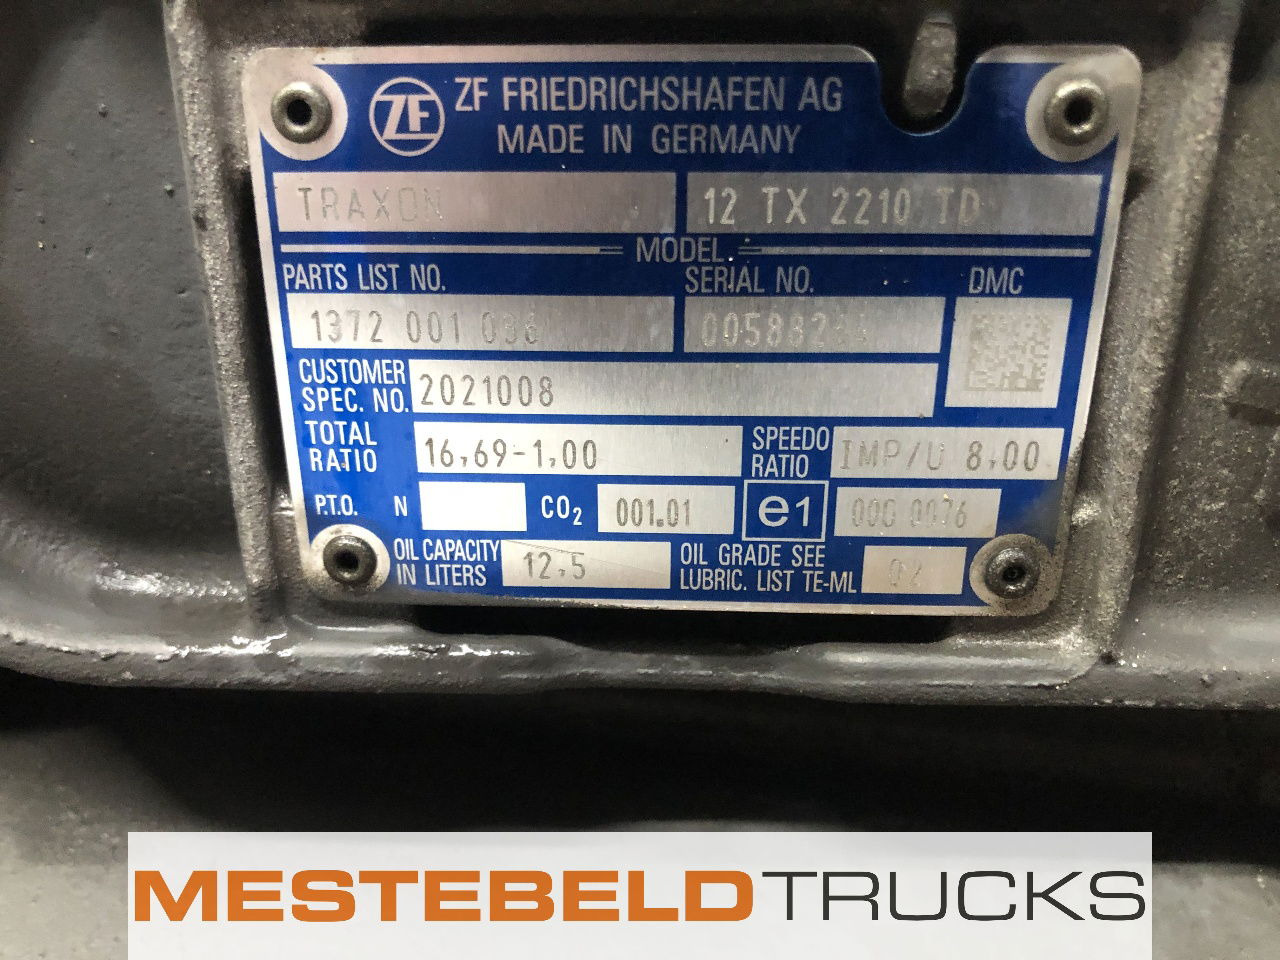 ZF FRIEDRICHSHAFEN AG
MADE IN GERMANY
TRAXON 12 TX 2210 TD
MODEL
PARTS LIST NO. SERIAL NO. DMC
1372 001 036
CUSTOMER SPEC. NO. 2021008
TOTAL RATIO 16,69-1,00 SPEEDO RATIO IMP/U 8,00
P.T.O. N CO2 001.01 e1
OIL CAPACITY IN LITERS 12,5 OIL GRADE SEE LUBRIC. LIST TE-ML 02
MESTEBELDTRUCKS